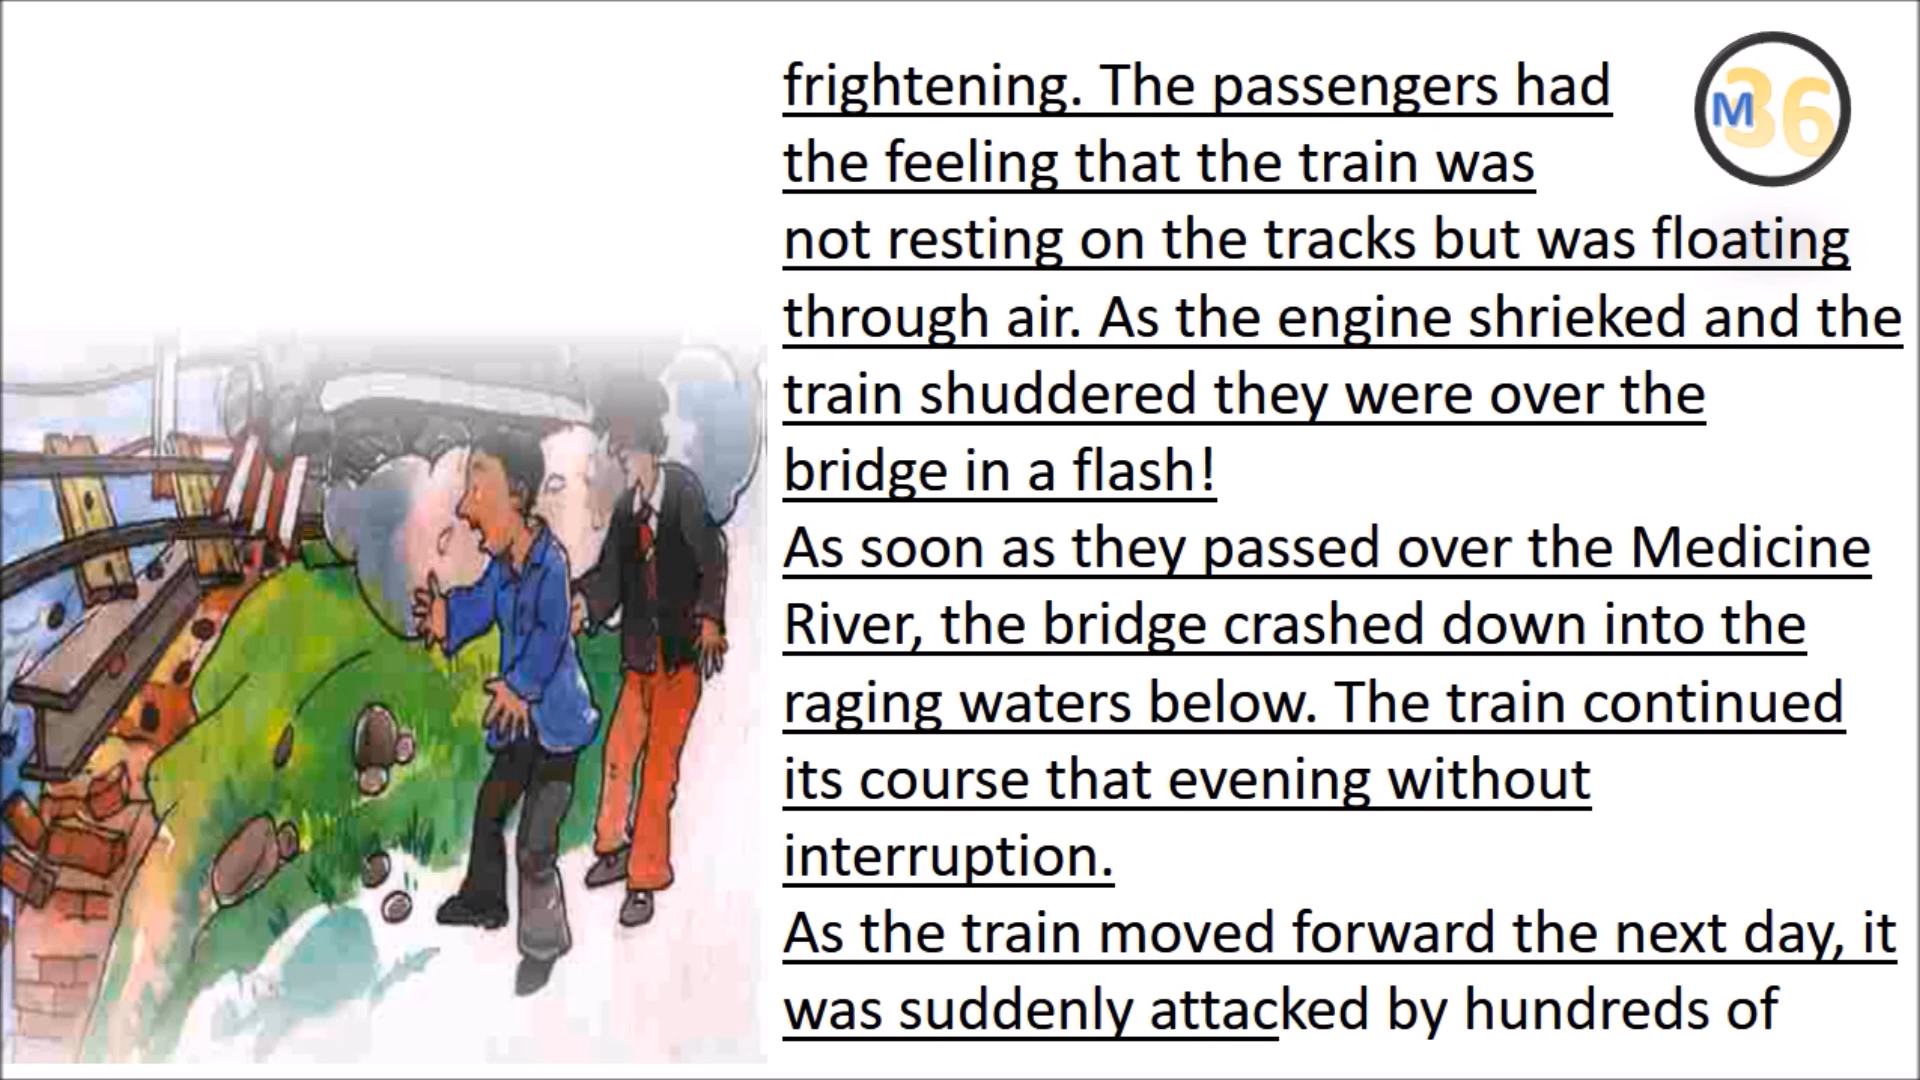 frightening. The passengers had
M36
the feeling that the train was
not resting on the tracks but was floating
through air. As the engine shrieked and the
train shuddered they were over the
bridge in a flash!
As soon as they passed over the Medicine
River, the bridge crashed down into the
raging waters below. The train continued
its course that evening without
interruption.
As the train moved forward the next day, it
was suddenly attacked by hundreds of